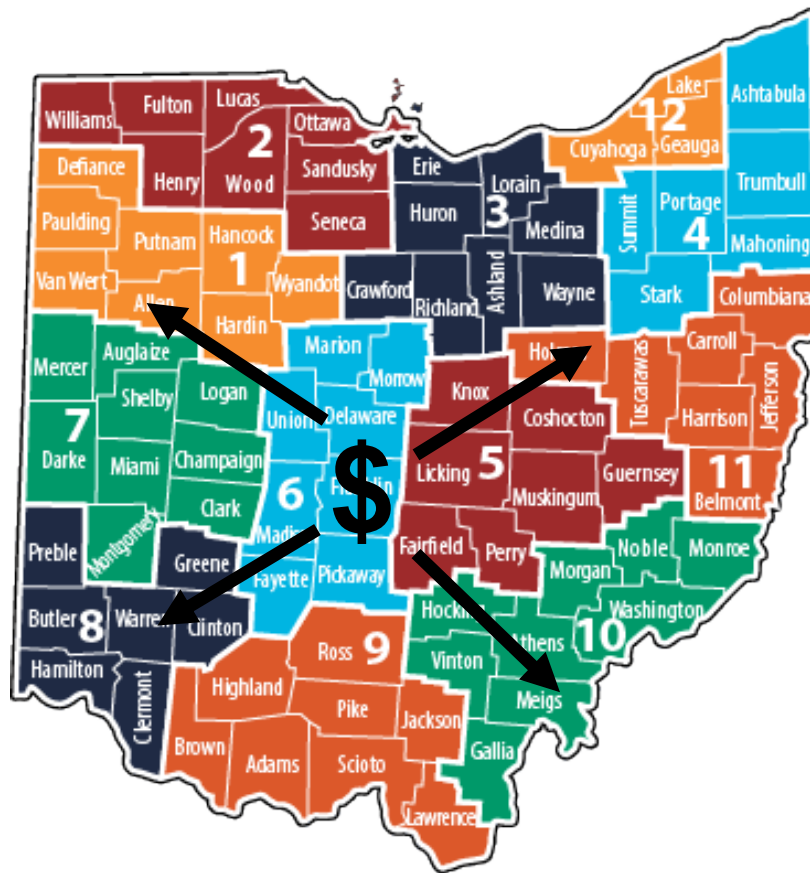 Lake
Ashtabula
12
Geauga
Cuyahoga
Williams
Fulton
Lucas
Ottawa
2
Henry
Wood
Sandusky
Seneca
Erie
Lorain
Huron
3
Medina
Summit
Portage
4
Trumbull
Mahoning
Defiance
Paulding
Putnam
Hancock
1
Van Wert
Allen
Wyandot
Hardin
Crawford
Richland
Ashland
Wayne
Stark
Columbiana
Mercer
Auglaize
Marion
Morrow
Tuscarawas
Carroll
Jefferson
Shelby
Logan
Union
Delaware
Knox
Coshocton
Harrison
7
Darke
Miami
Champaign
$
Licking
5
Guernsey
11
Belmont
Clark
6
Muskingum
Montgomery
Preble
Greene
Fayette
Pickaway
Fairfield
Perry
Morgan
Noble
Monroe
Butler
8
Clinton
Washington
10
Hamilton
Clermont
Ross
9
Vinton
Highland
Pike
Jackson
Meigs
Brown
Adams
Scioto
Gallia
Lawrence